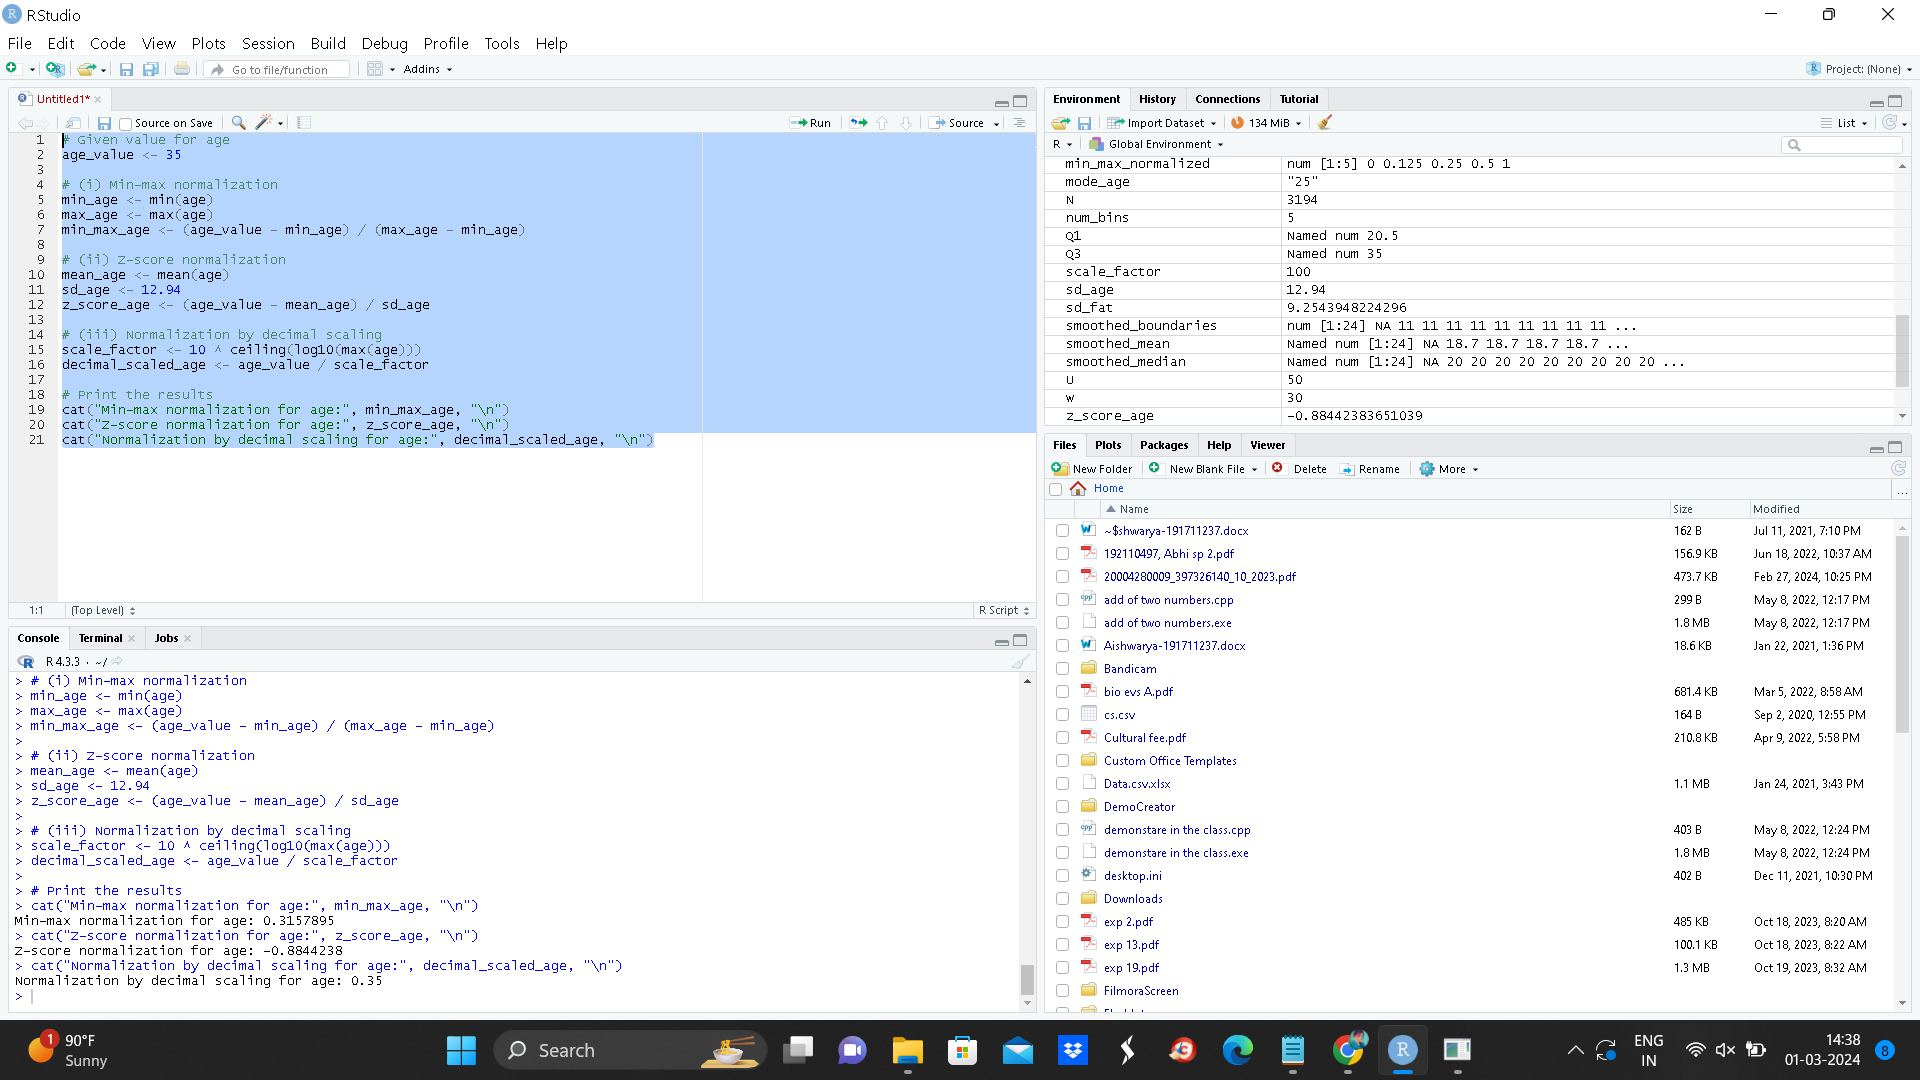 RStudio
File Edit Code View Plots Session Build Debug Profile Tools Help
Go to file/function Addins Project: (None)
Untitled1*
Source on Save Run Source
1 # Given value for age
2 age_value <- 35
3
4 # (i) Min-max normalization
5 min_age <- min(age)
6 max_age <- max(age)
7 min_max_age <- (age_value - min_age) / (max_age - min_age)
8
9 # (ii) Z-score normalization
10 mean_age <- mean(age)
11 sd_age <- 12.94
12 z_score_age <- (age_value - mean_age) / sd_age
13
14 # (iii) Normalization by decimal scaling
15 scale_factor <- 10 ^ ceiling(log10(max(age)))
16 decimal_scaled_age <- age_value / scale_factor
17
18 # Print the results
19 cat("Min-max normalization for age:", min_max_age, "\n")
20 cat("Z-score normalization for age:", z_score_age, "\n")
21 cat("Normalization by decimal scaling for age:", decimal_scaled_age, "\n")
1:1 (Top Level) R Script
Console Terminal Jobs
R 4.3.3 · ~/
> # (i) Min-max normalization
> min_age <- min(age)
> max_age <- max(age)
> min_max_age <- (age_value - min_age) / (max_age - min_age)
>
> # (ii) Z-score normalization
> mean_age <- mean(age)
> sd_age <- 12.94
> z_score_age <- (age_value - mean_age) / sd_age
>
> # (iii) Normalization by decimal scaling
> scale_factor <- 10 ^ ceiling(log10(max(age)))
> decimal_scaled_age <- age_value / scale_factor
>
> # Print the results
> cat("Min-max normalization for age:", min_max_age, "\n")
Min-max normalization for age: 0.3157895
> cat("Z-score normalization for age:", z_score_age, "\n")
Z-score normalization for age: -0.8844238
> cat("Normalization by decimal scaling for age:", decimal_scaled_age, "\n")
Normalization by decimal scaling for age: 0.35
>
Environment History Connections Tutorial
Import Dataset 134 MiB List
R Global Environment
min_max_normalized num [1:5] 0 0.125 0.25 0.5 1
mode_age "25"
N 3194
num_bins 5
Q1 Named num 20.5
Q3 Named num 35
scale_factor 100
sd_age 12.94
sd_fat 9.2543948224296
smoothed_boundaries num [1:24] NA 11 11 11 11 11 11 11 11 11 ...
smoothed_mean Named num [1:24] NA 18.7 18.7 18.7 18.7 ...
smoothed_median Named num [1:24] NA 20 20 20 20 20 20 20 20 20 ...
U 50
w 30
z_score_age -0.88442383651039
Files Plots Packages Help Viewer
New Folder New Blank File Delete Rename More
Home ...
Name Size Modified
~$shwarya-191711237.docx 162 B Jul 11, 2021, 7:10 PM
192110497, Abhi sp 2.pdf 156.9 KB Jun 18, 2022, 10:37 AM
20004280009_397326140_10_2023.pdf 473.7 KB Feb 27, 2024, 10:25 PM
add of two numbers.cpp 299 B May 8, 2022, 12:17 PM
add of two numbers.exe 1.8 MB May 8, 2022, 12:17 PM
Aishwarya-191711237.docx 18.6 KB Jan 22, 2021, 1:36 PM
Bandicam
bio evs A.pdf 681.4 KB Mar 5, 2022, 8:58 AM
cs.csv 164 B Sep 2, 2020, 12:55 PM
Cultural fee.pdf 210.8 KB Apr 9, 2022, 5:58 PM
Custom Office Templates
Data.csv.xlsx 1.1 MB Jan 24, 2021, 3:43 PM
DemoCreator
demonstare in the class.cpp 403 B May 8, 2022, 12:24 PM
demonstare in the class.exe 1.8 MB May 8, 2022, 12:24 PM
desktop.ini 402 B Dec 11, 2021, 10:30 PM
Downloads
exp 2.pdf 485 KB Oct 18, 2023, 8:20 AM
exp 13.pdf 100.1 KB Oct 18, 2023, 8:22 AM
exp 19.pdf 1.3 MB Oct 19, 2023, 8:32 AM
FilmoraScreen
1 90°F
Sunny
Search
ENG
IN
14:38
01-03-2024
8